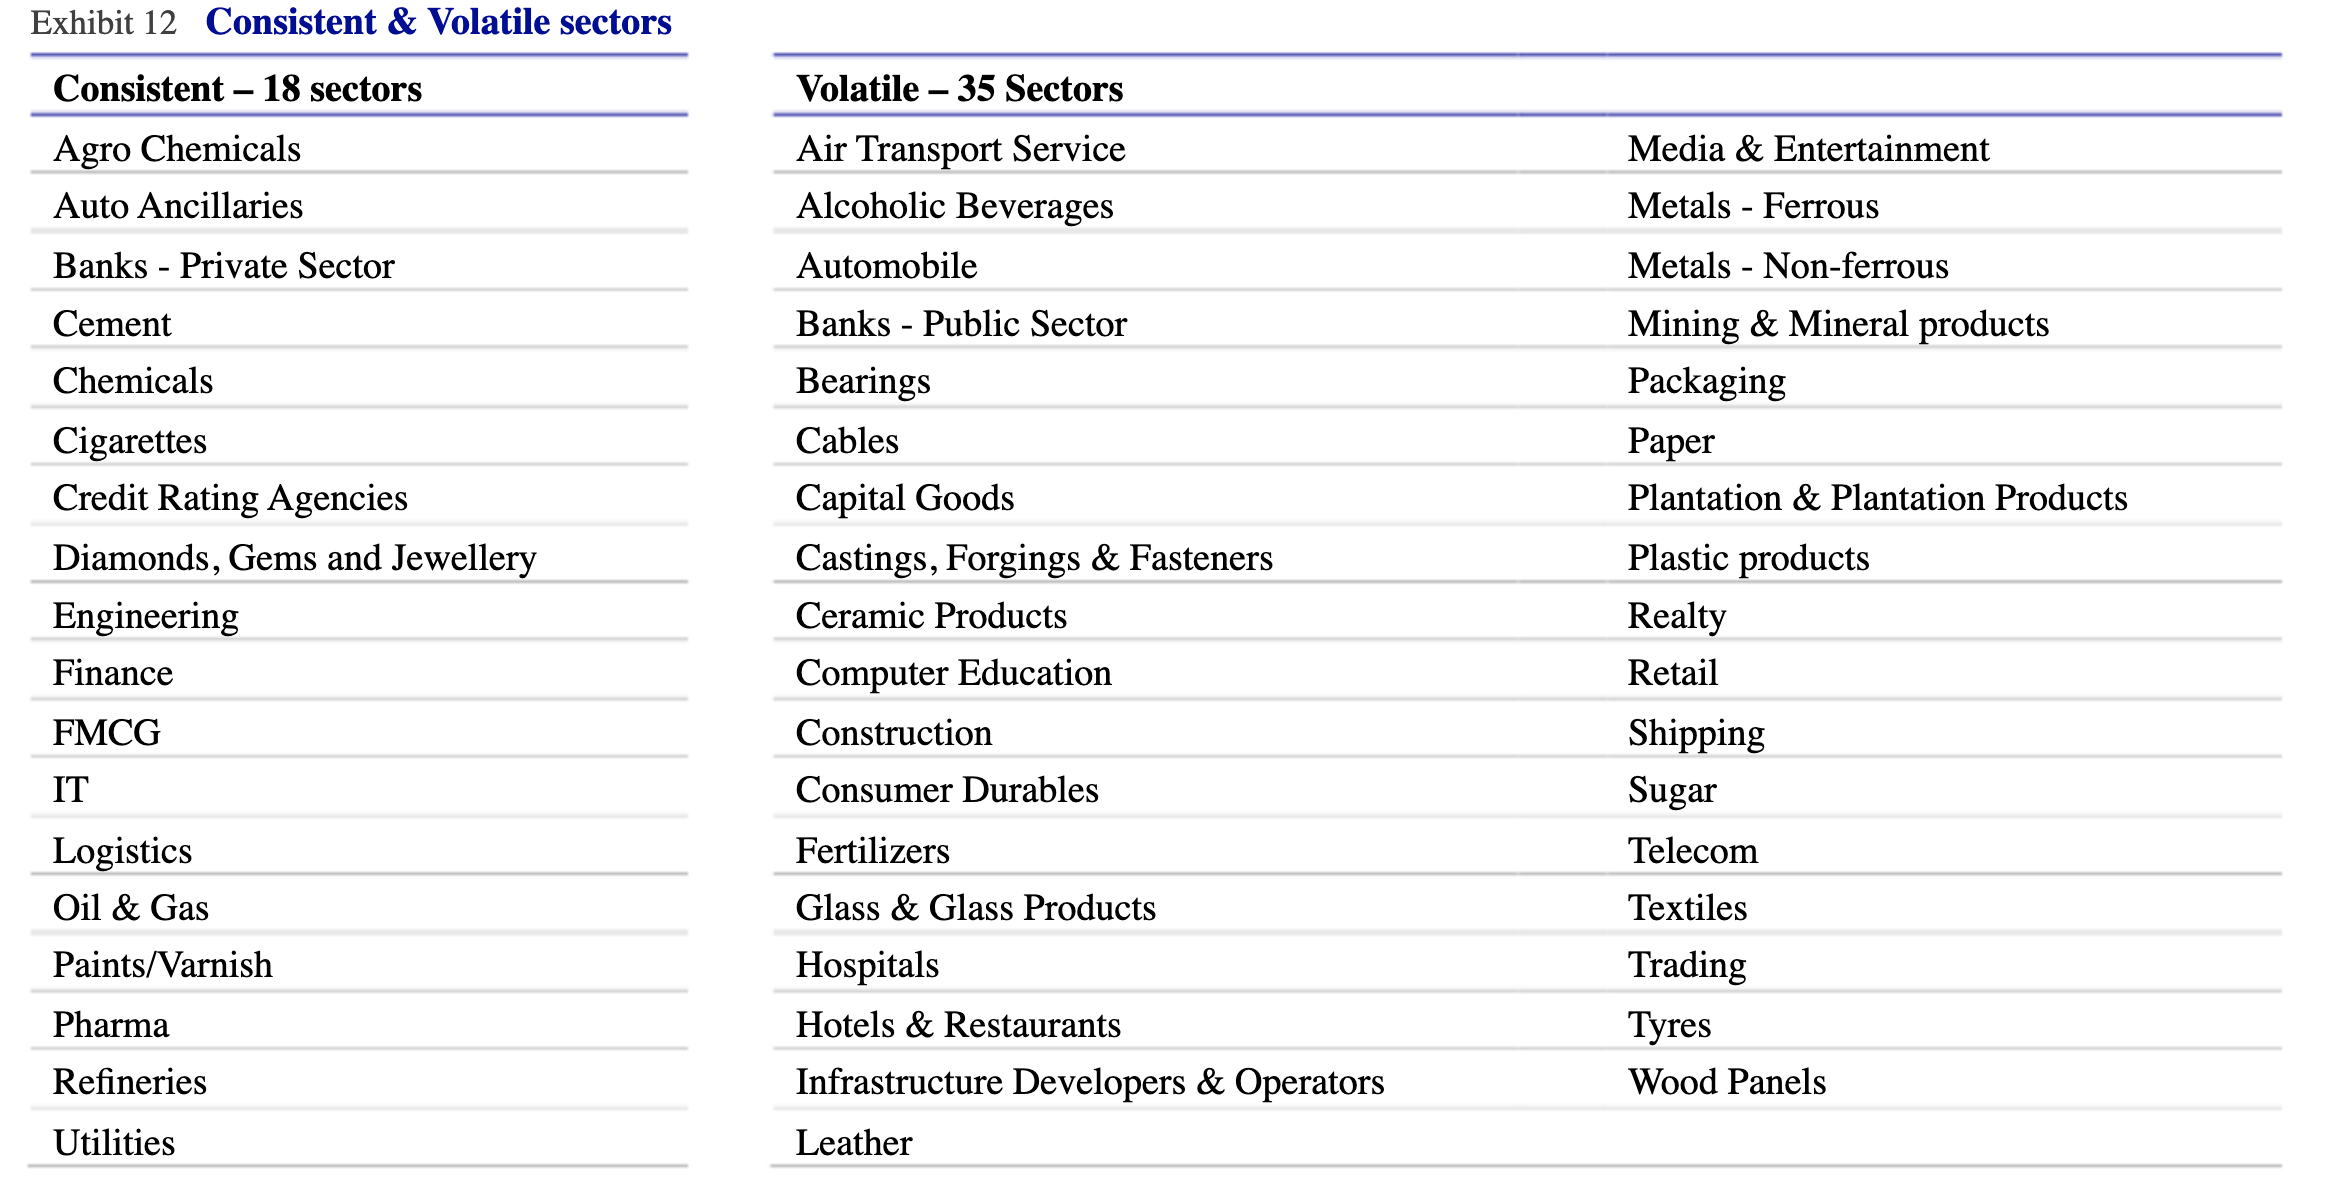 Exhibit 12 Consistent & Volatile sectors
Consistent – 18 sectors
Agro Chemicals
Auto Ancillaries
Banks - Private Sector
Cement
Chemicals
Cigarettes
Credit Rating Agencies
Diamonds, Gems and Jewellery
Engineering
Finance
FMCG
IT
Logistics
Oil & Gas
Paints/Varnish
Pharma
Refineries
Utilities
Volatile – 35 Sectors
Air Transport Service
Alcoholic Beverages
Automobile
Banks - Public Sector
Bearings
Cables
Capital Goods
Castings, Forgings & Fasteners
Ceramic Products
Computer Education
Construction
Consumer Durables
Fertilizers
Glass & Glass Products
Hospitals
Hotels & Restaurants
Infrastructure Developers & Operators
Leather
Media & Entertainment
Metals - Ferrous
Metals - Non-ferrous
Mining & Mineral products
Packaging
Paper
Plantation & Plantation Products
Plastic products
Realty
Retail
Shipping
Sugar
Telecom
Textiles
Trading
Tyres
Wood Panels